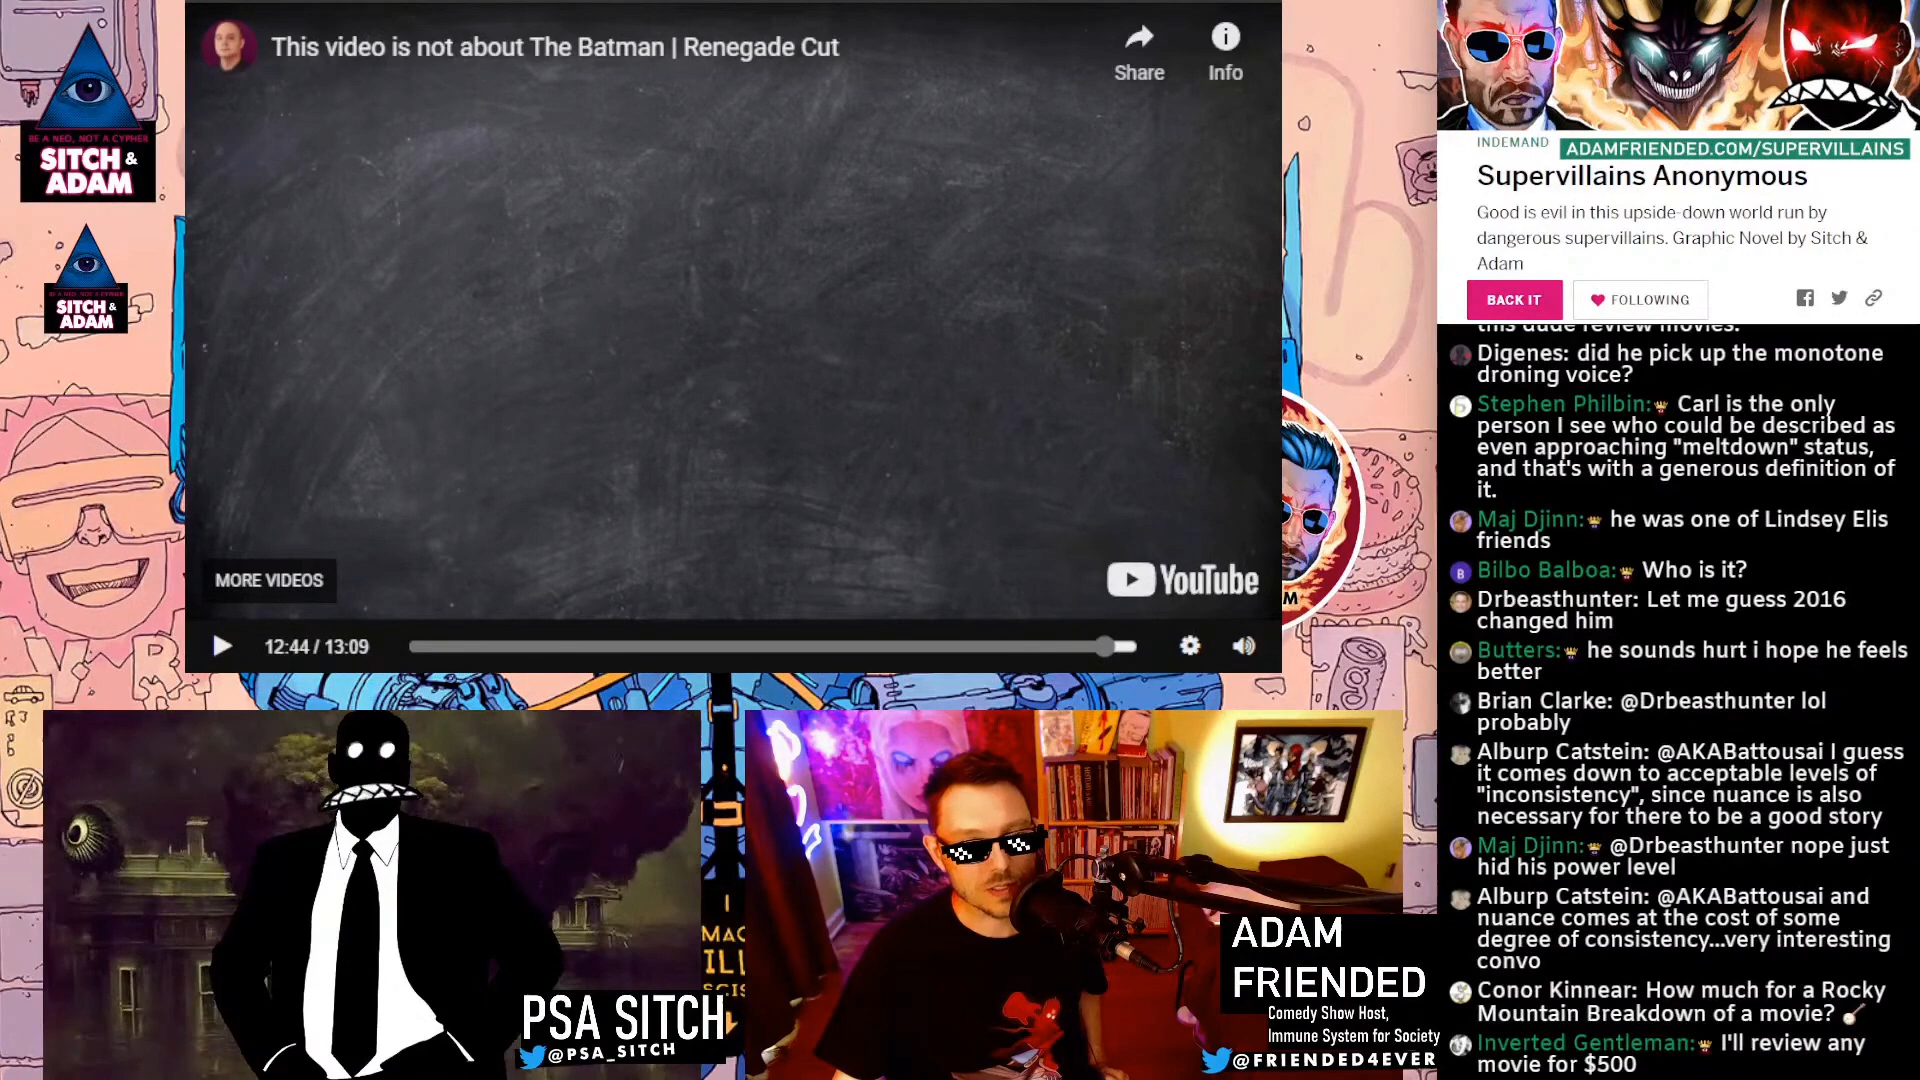 This video is not about The Batman | Renegade Cut
Share
Info
BE A NEO, NOT A CYPHER
SITCH &
ADAM
SITCH &
ADAM
MORE VIDEOS
YouTube
12:44 / 13:09
INDEMAND
ADAMFRIENDED.COM/SUPERVILLAINS
Supervillains Anonymous
Good is evil in this upside-down world run by
dangerous supervillains. Graphic Novel by Sitch &
Adam
BACK IT
FOLLOWING
this dude review movies.
Digenes: did he pick up the monotone
droning voice?
Stephen Philbin: Carl is the only
person I see who could be described as
even approaching "meltdown" status,
and that's with a generous definition of
it.
Maj Djinn: he was one of Lindsey Elis
friends
B Bilbo Balboa: Who is it?
Drbeasthunter: Let me guess 2016
changed him
Butters: he sounds hurt i hope he feels
better
Brian Clarke: @Drbeasthunter lol
probably
Alburp Catstein: @AKABattousai I guess
it comes down to acceptable levels of
"inconsistency", since nuance is also
necessary for there to be a good story
Maj Djinn: @Drbeasthunter nope just
hid his power level
Alburp Catstein: @AKABattousai and
nuance comes at the cost of some
degree of consistency...very interesting
convo
Conor Kinnear: How much for a Rocky
Mountain Breakdown of a movie?
Inverted Gentleman: I'll review any
movie for $500
PSA SITCH
@PSA_SITCH
ADAM
FRIENDED
Comedy Show Host,
Immune System for Society
@FRIENDED4EVER